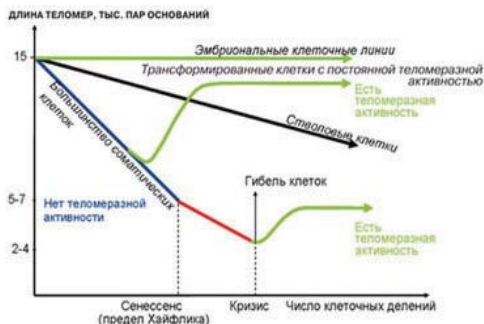 ДЛИНА ТЕЛОМЕР, ТЫС. ПАР ОСНОВАНИЙ
15
Эмбриональные клеточные линии
Трансформированные клетки с постоянной теломеразной
активностью
Есть
теломеразная
активность
Большинство соматических
клеток
Стволовые клетки
5-7
Нет теломеразной
активности
Гибель клеток
2-4
Есть
теломеразная
активность
Сенессенс
(предел Хайфлика)
Кризис
Число клеточных делений